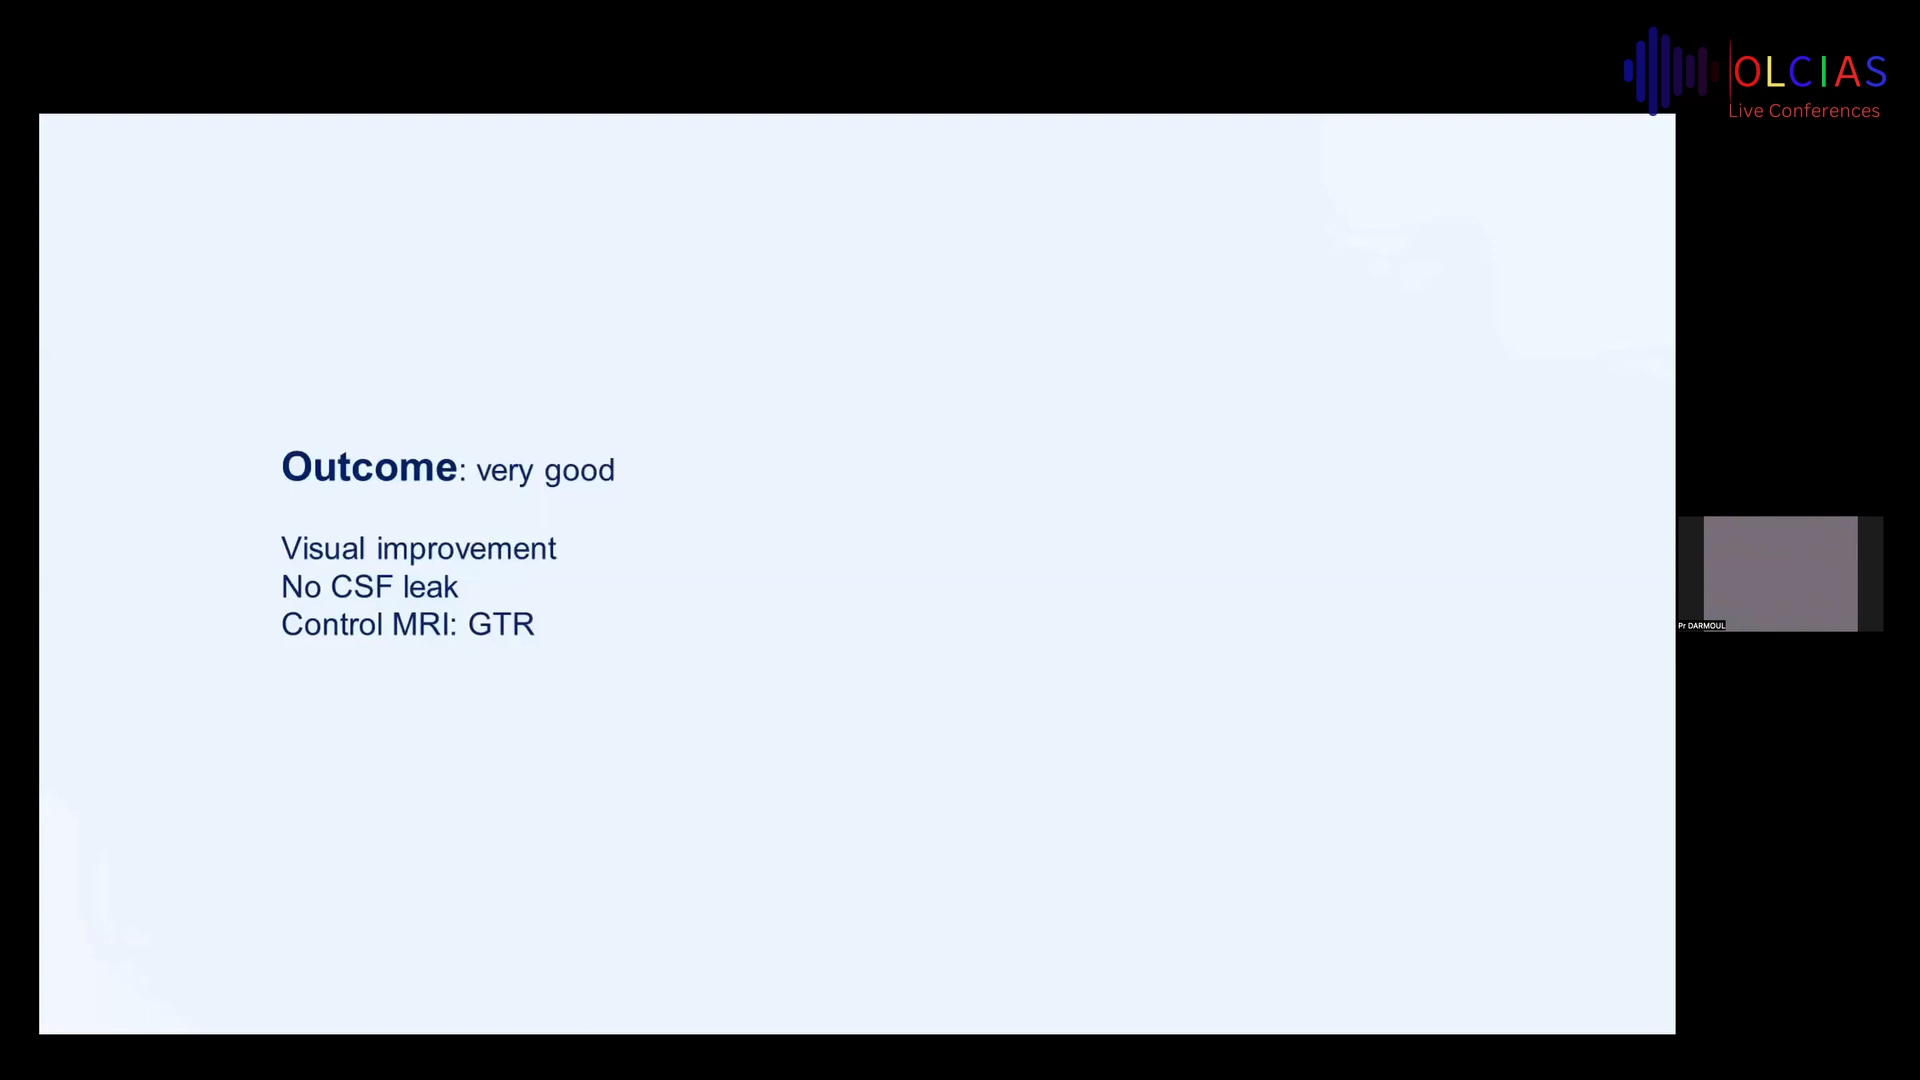 OLCIAS
Live Conferences
Outcome: very good
Visual improvement
No CSF leak
Control MRI: GTR
Pr DARMOUL